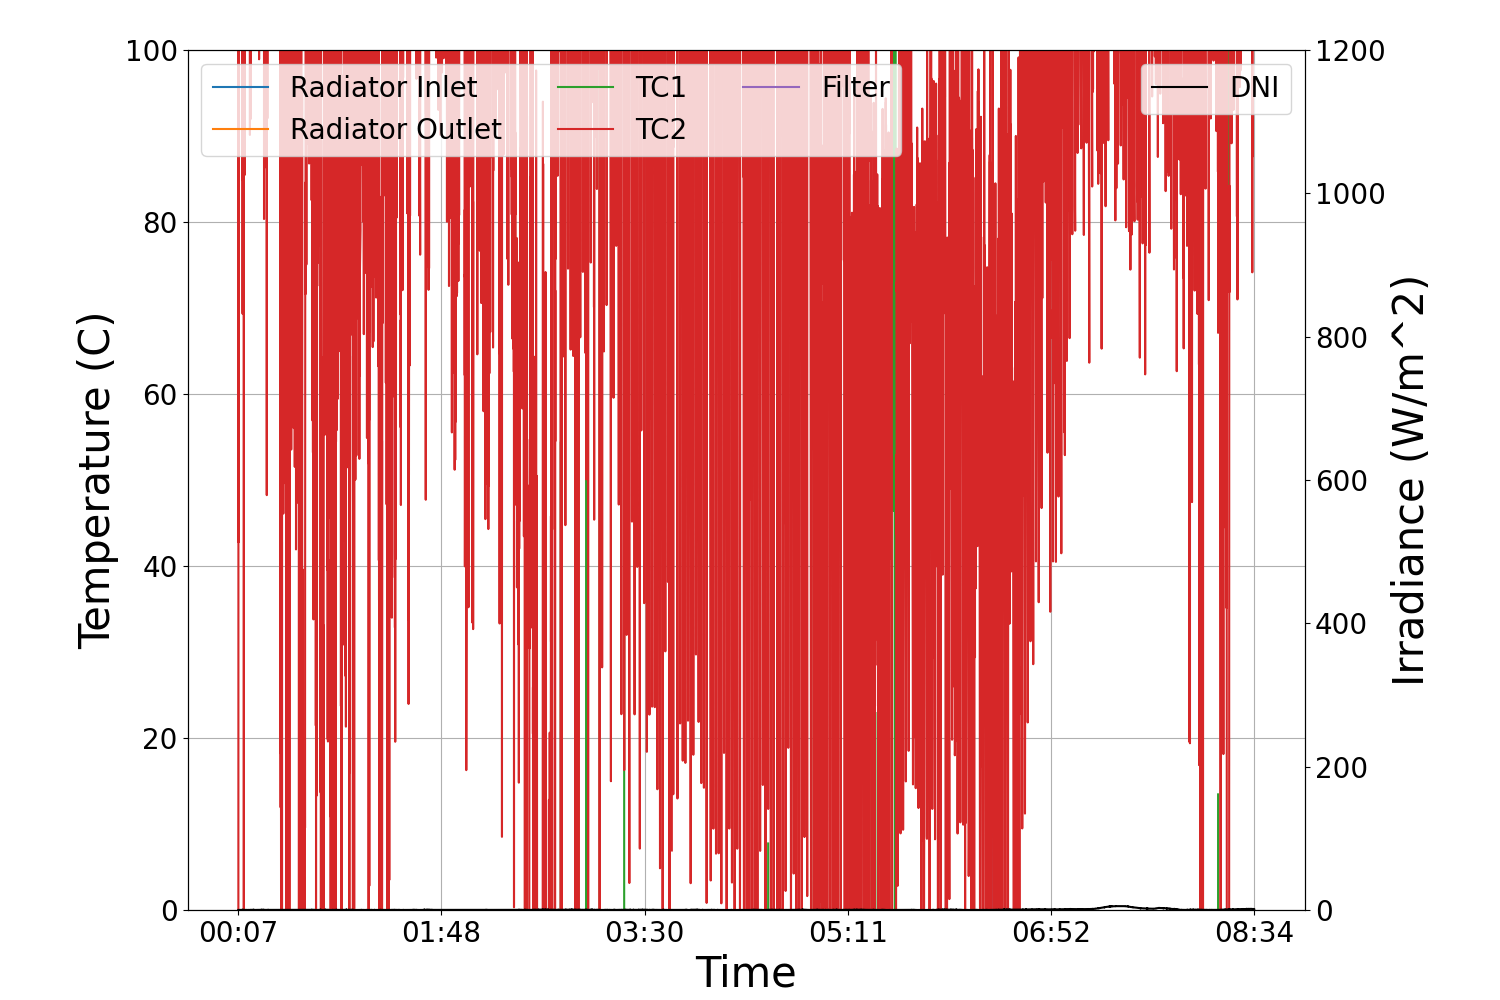 Radiator Inlet
Radiator Outlet
TC1
TC2
Filter
DNI
100
80
60
40
20
0
Temperature (C)
1200
1000
800
600
400
200
0
Irradiance (W/m^2)
00:07 01:48 03:30 05:11 06:52 08:34
Time